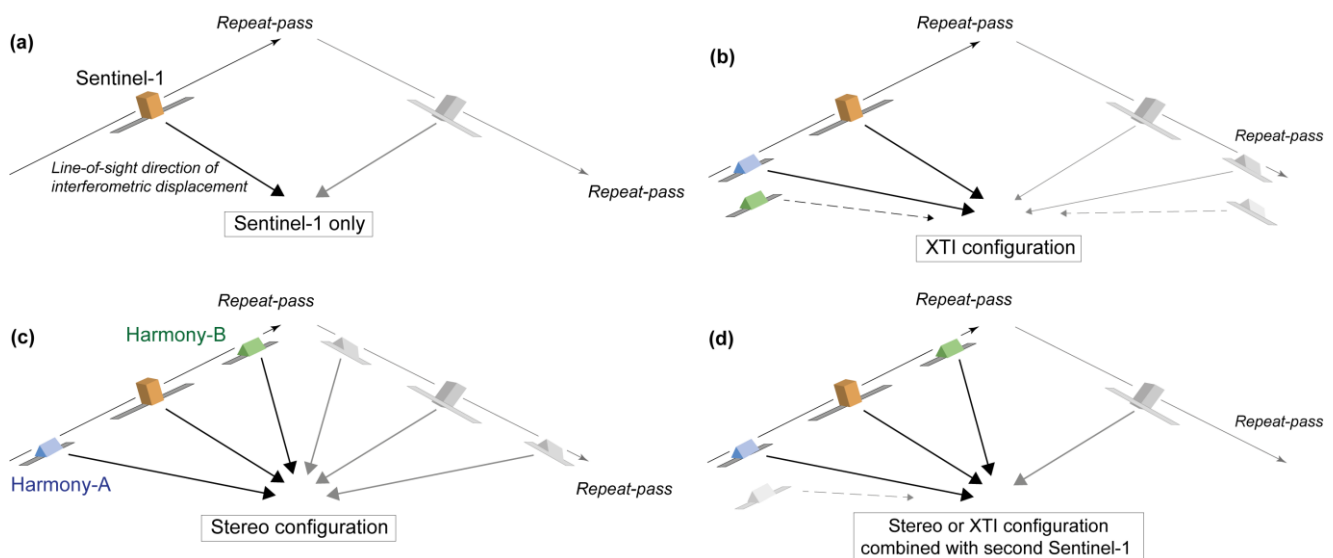 (a)
Repeat-pass
Sentinel-1
Line-of-sight direction of
interferometric displacement
Repeat-pass
Sentinel-1 only
(b)
Repeat-pass
Repeat-pass
XTI configuration
(c)
Repeat-pass
Harmony-B
Harmony-A
Repeat-pass
Stereo configuration
(d)
Repeat-pass
Repeat-pass
Stereo or XTI configuration
combined with second Sentinel-1